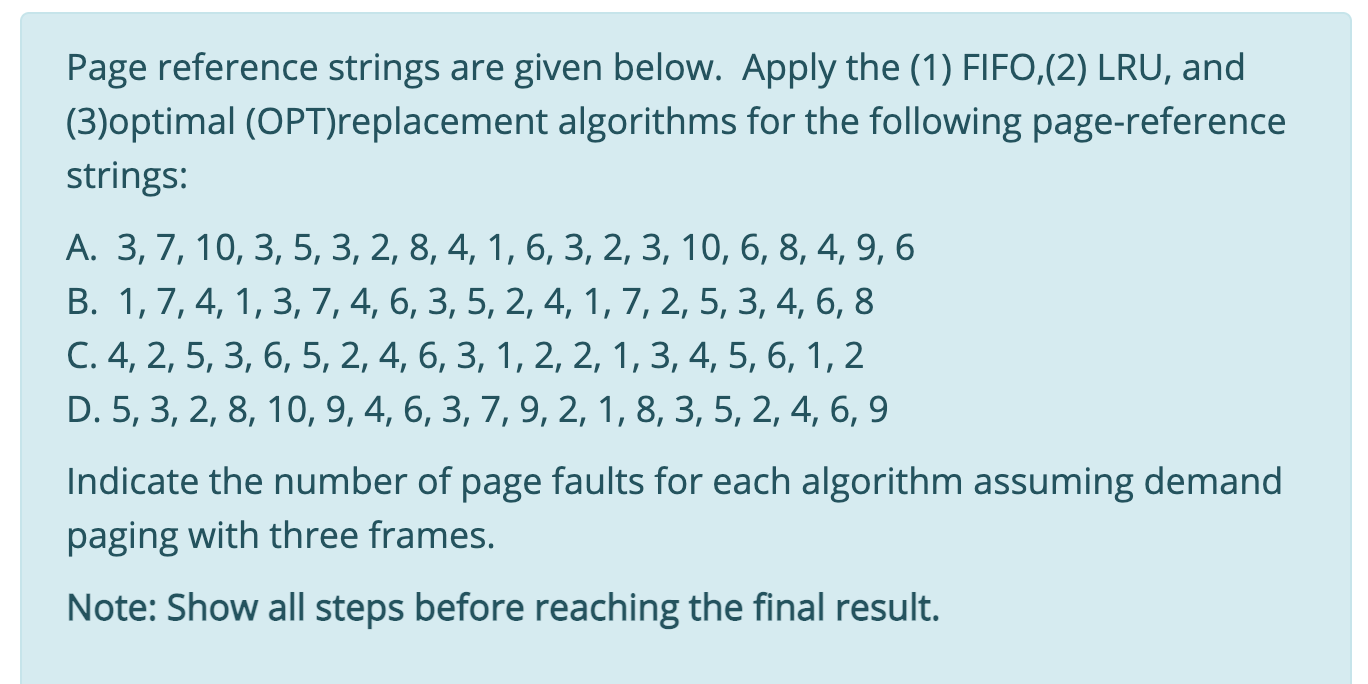 Page reference strings are given below.  Apply the (1) FIFO,(2) LRU, and
(3)optimal (OPT)replacement algorithms for the following page-reference
strings:
A.  3, 7, 10, 3, 5, 3, 2, 8, 4, 1, 6, 3, 2, 3, 10, 6, 8, 4, 9, 6
B.  1, 7, 4, 1, 3, 7, 4, 6, 3, 5, 2, 4, 1, 7, 2, 5, 3, 4, 6, 8
C. 4, 2, 5, 3, 6, 5, 2, 4, 6, 3, 1, 2, 2, 1, 3, 4, 5, 6, 1, 2
D. 5, 3, 2, 8, 10, 9, 4, 6, 3, 7, 9, 2, 1, 8, 3, 5, 2, 4, 6, 9
Indicate the number of page faults for each algorithm assuming demand
paging with three frames.
Note: Show all steps before reaching the final result.